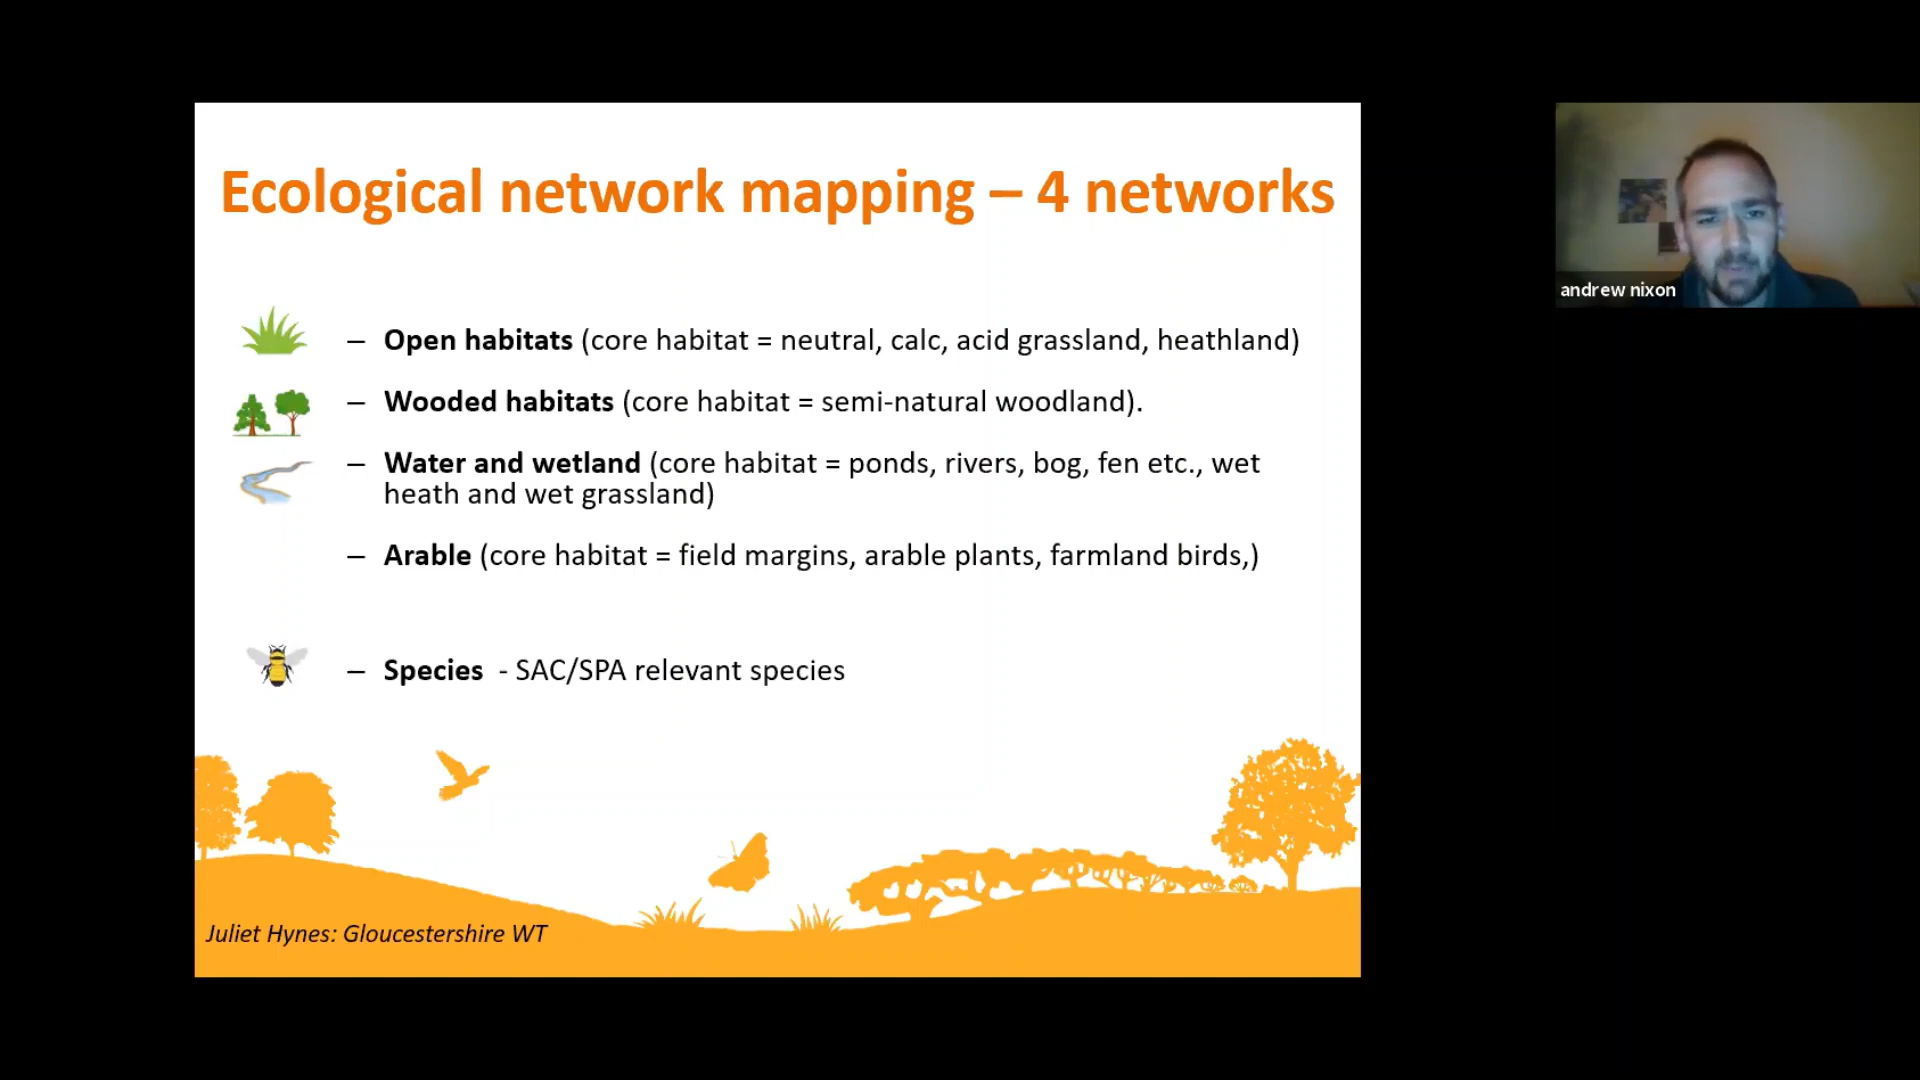 Ecological network mapping – 4 networks
– Open habitats (core habitat = neutral, calc, acid grassland, heathland)
– Wooded habitats (core habitat = semi-natural woodland).
– Water and wetland (core habitat = ponds, rivers, bog, fen etc., wet
heath and wet grassland)
– Arable (core habitat = field margins, arable plants, farmland birds,)
– Species - SAC/SPA relevant species
Juliet Hynes: Gloucestershire WT
andrew nixon